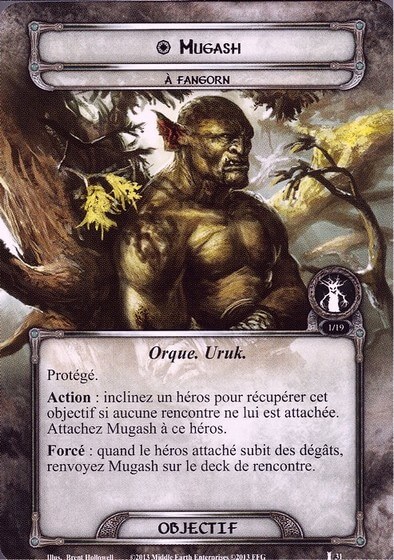 Mugash
À FANGORN
1/19
Orque. Uruk.
Protégé.
Action : inclinez un héros pour récupérer cet
objectif si aucune rencontre ne lui est attachée.
Attachez Mugash à ce héros.
Forcé : quand le héros attaché subit des dégâts,
renvoyez Mugash sur le deck de rencontre.
OBJECTIF
Illus. Brent Hollowell ©2013 Middle Earth Enterprises ©2013 FFG 31